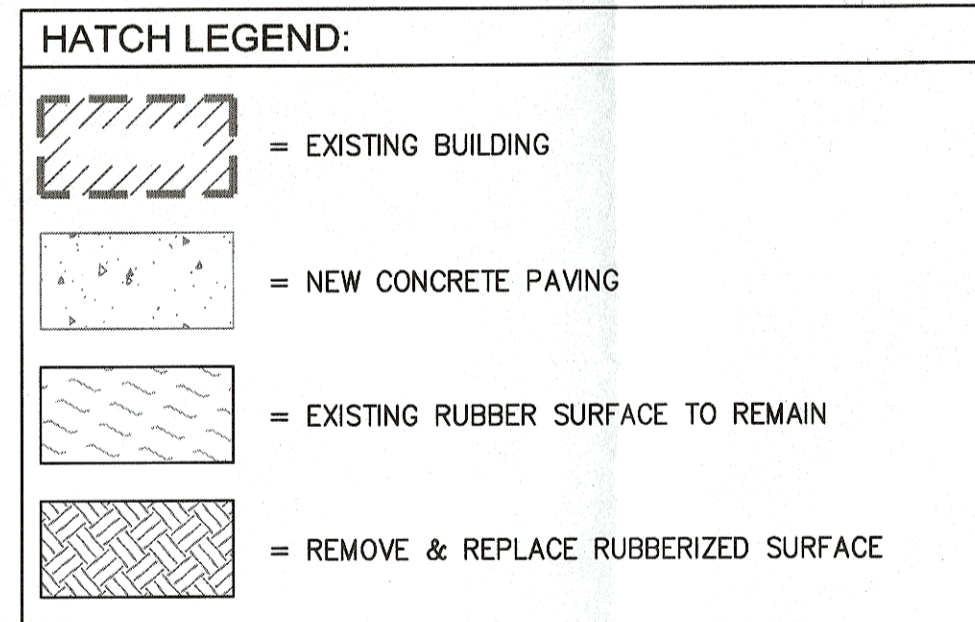 HATCH LEGEND:
= EXISTING BUILDING
= NEW CONCRETE PAVING
= EXISTING RUBBER SURFACE TO REMAIN
= REMOVE & REPLACE RUBBERIZED SURFACE